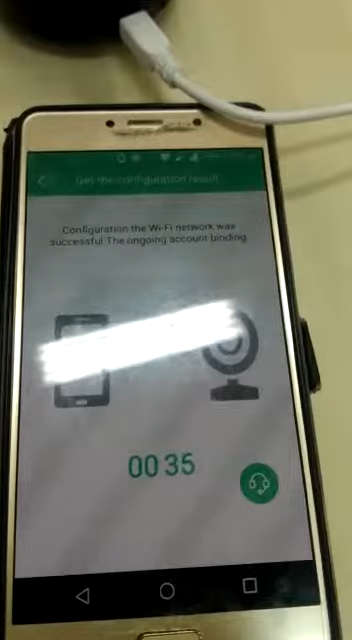 Get the configuration result
Configuration the Wi-Fi network was
successful.The ongoing account binding
00:35